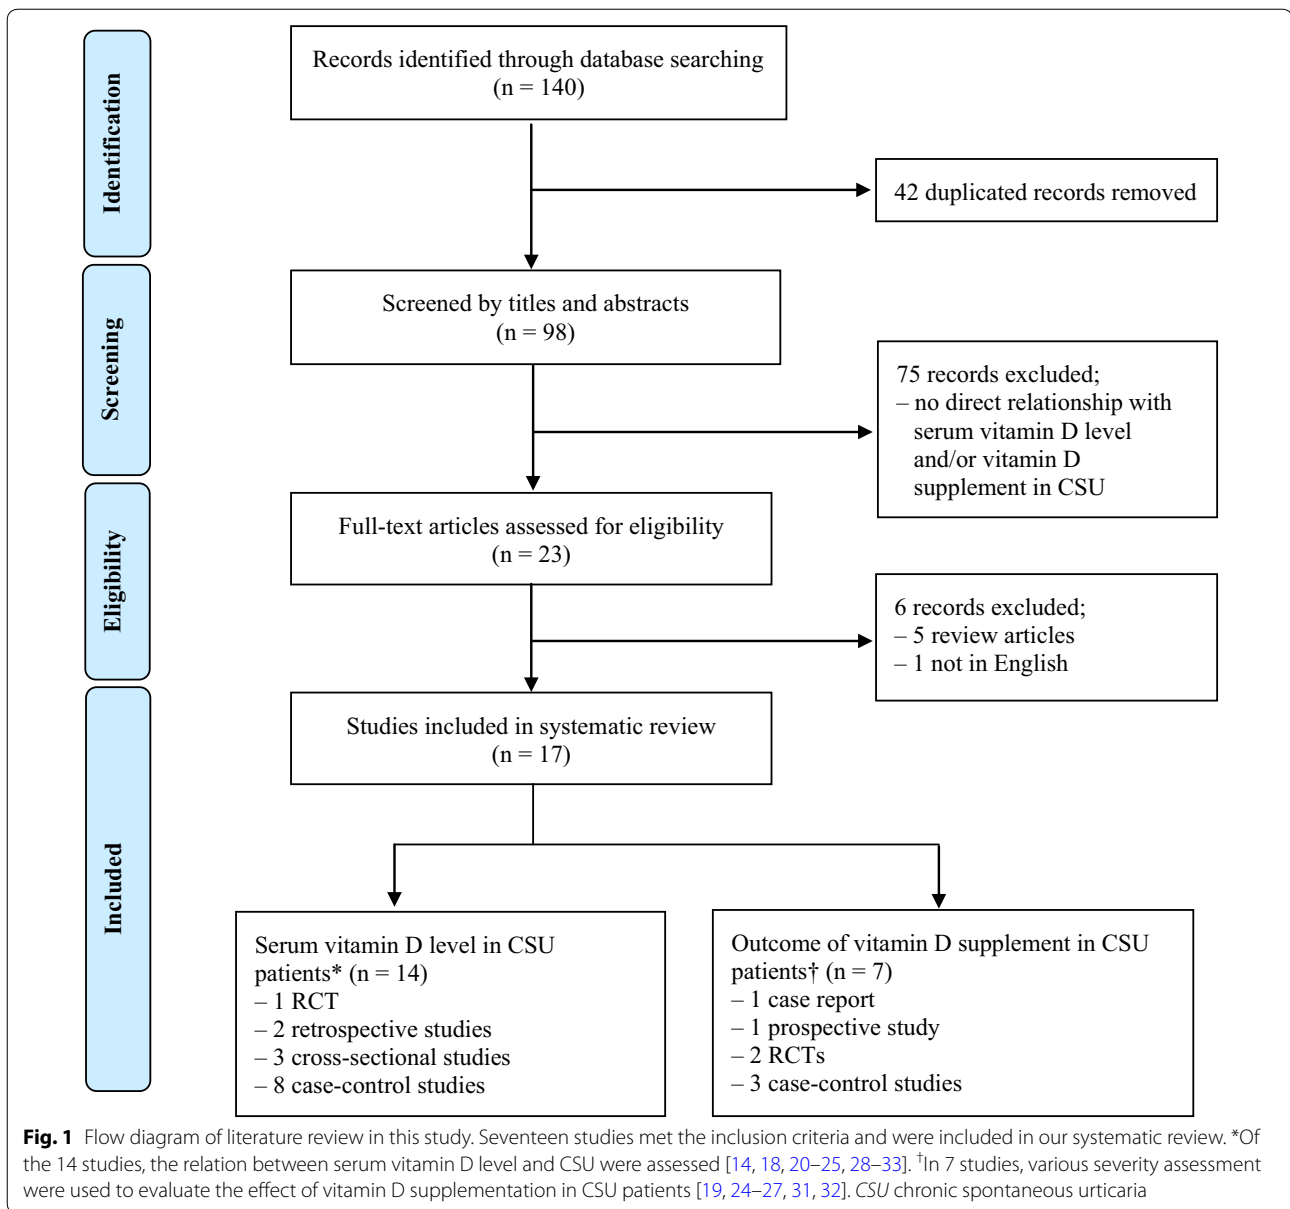 Identification
Records identified through database searching
(n = 140)
42 duplicated records removed
Screening
Screened by titles and abstracts
(n = 98)
75 records excluded;
– no direct relationship with
serum vitamin D level
and/or vitamin D
supplement in CSU
Eligibility
Full-text articles assessed for eligibility
(n = 23)
6 records excluded;
– 5 review articles
– 1 not in English
Included
Studies included in systematic review
(n = 17)
Serum vitamin D level in CSU
patients* (n = 14)
– 1 RCT
– 2 retrospective studies
– 3 cross-sectional studies
– 8 case-control studies
Outcome of vitamin D supplement in CSU
patients† (n = 7)
– 1 case report
– 1 prospective study
– 2 RCTs
– 3 case-control studies
Fig. 1 Flow diagram of literature review in this study. Seventeen studies met the inclusion criteria and were included in our systematic review. *Of
the 14 studies, the relation between serum vitamin D level and CSU were assessed [14, 18, 20–25, 28–33]. †In 7 studies, various severity assessment
were used to evaluate the effect of vitamin D supplementation in CSU patients [19, 24–27, 31, 32]. CSU chronic spontaneous urticaria